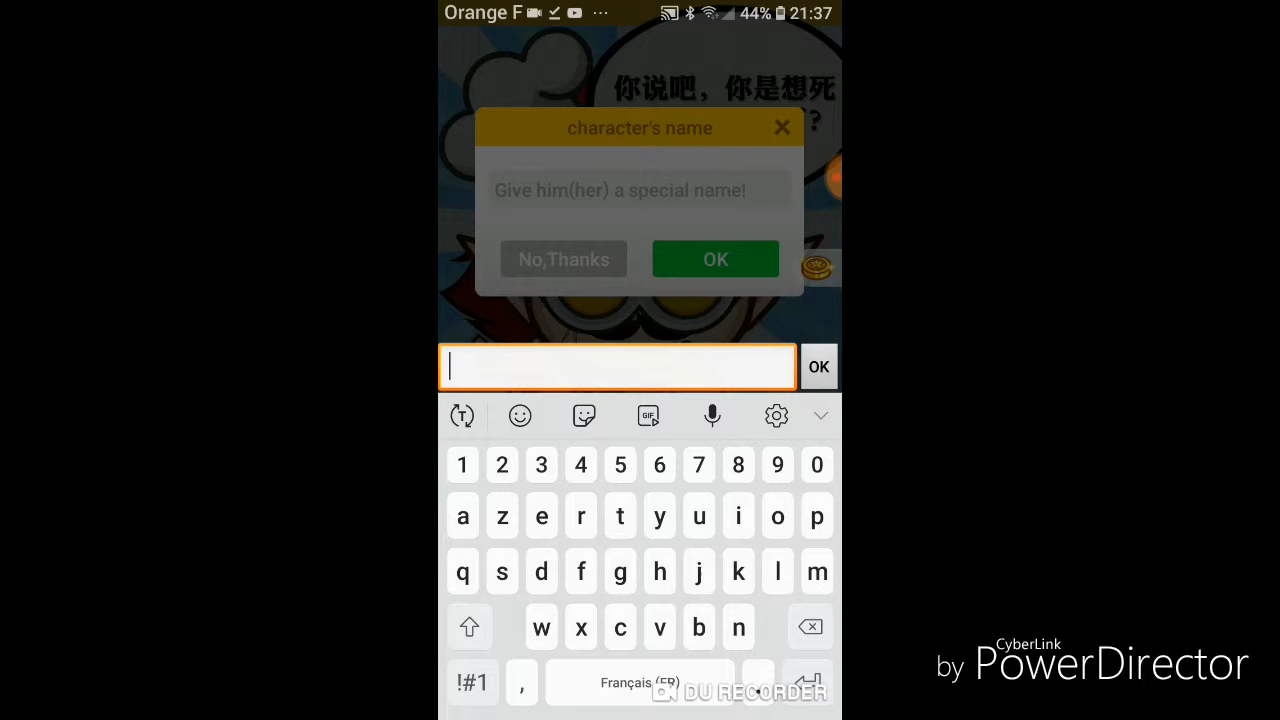 Orange F ... 44% 21:37
你说吧，你是想死
?
character's name
Give him(her) a special name!
No,Thanks
OK
OK
T
GIF
1 2 3 4 5 6 7 8 9 0
a z e r t y u i o p
q s d f g h j k l m
w x c v b n
!#1 , Français (FR) .
DU RECORDER
CyberLink
by PowerDirector